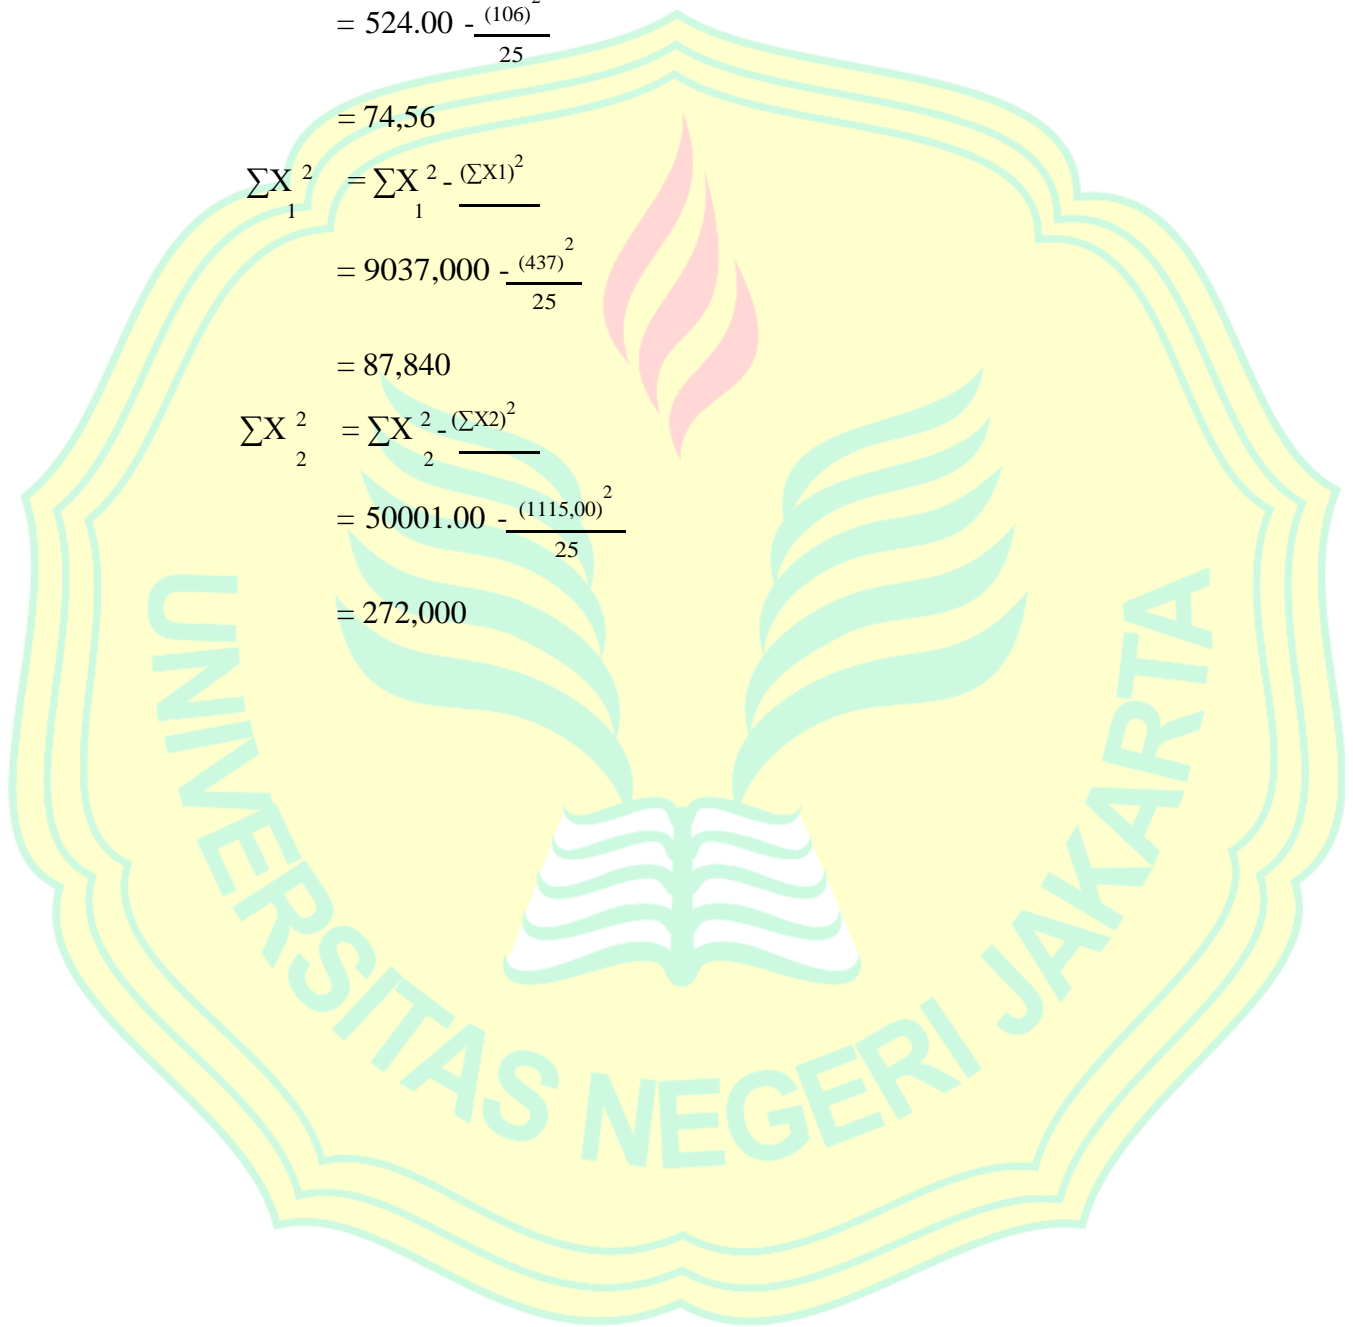 = 524.00 - (106)²
25
= 74,56
∑X₁² = ∑X₁² - (∑X1)²
= 9037,000 - (437)²
25
= 87,840
∑X₂² = ∑X₂² - (∑X2)²
= 50001.00 - (1115,00)²
25
= 272,000
UNIVERSITAS NEGERI JAKARTA